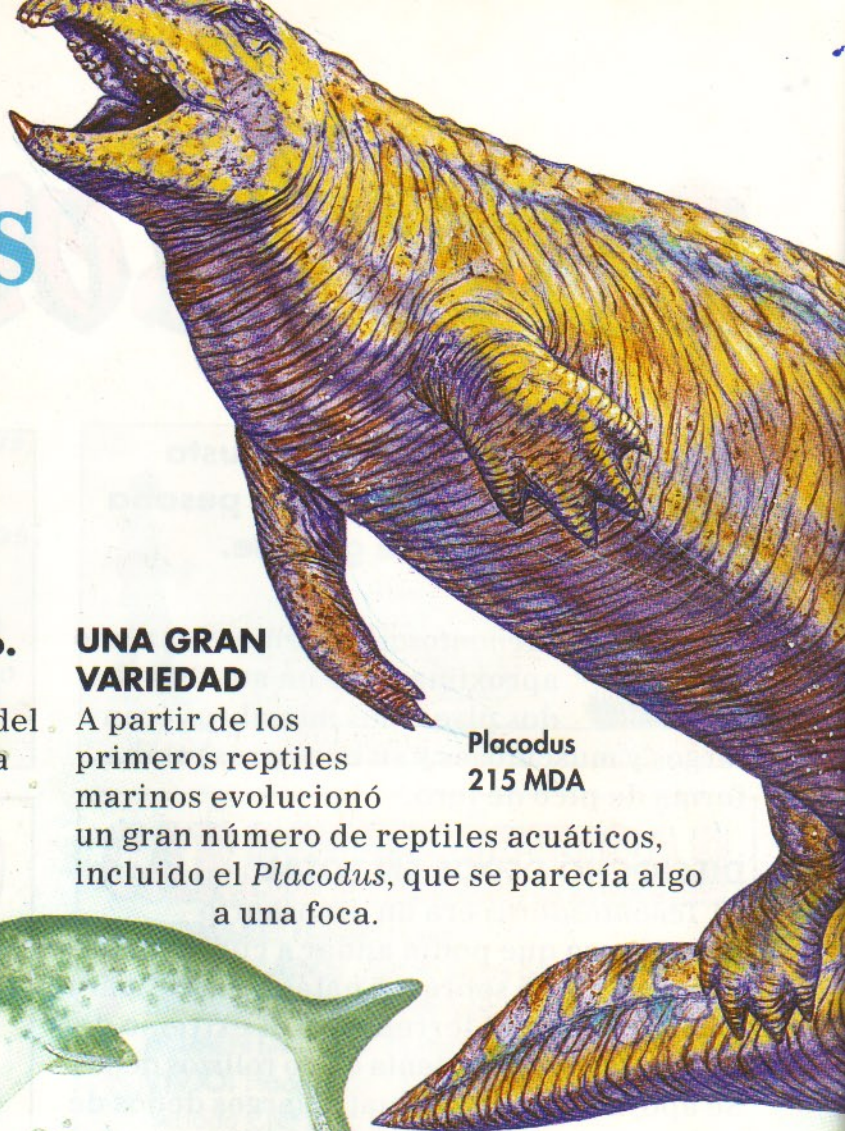 S
o.
del
a
UNA GRAN
VARIEDAD
A partir de los
primeros reptiles
marinos evolucionó
un gran número de reptiles acuáticos,
incluido el Placodus, que se parecía algo
a una foca.
Placodus
215 MDA